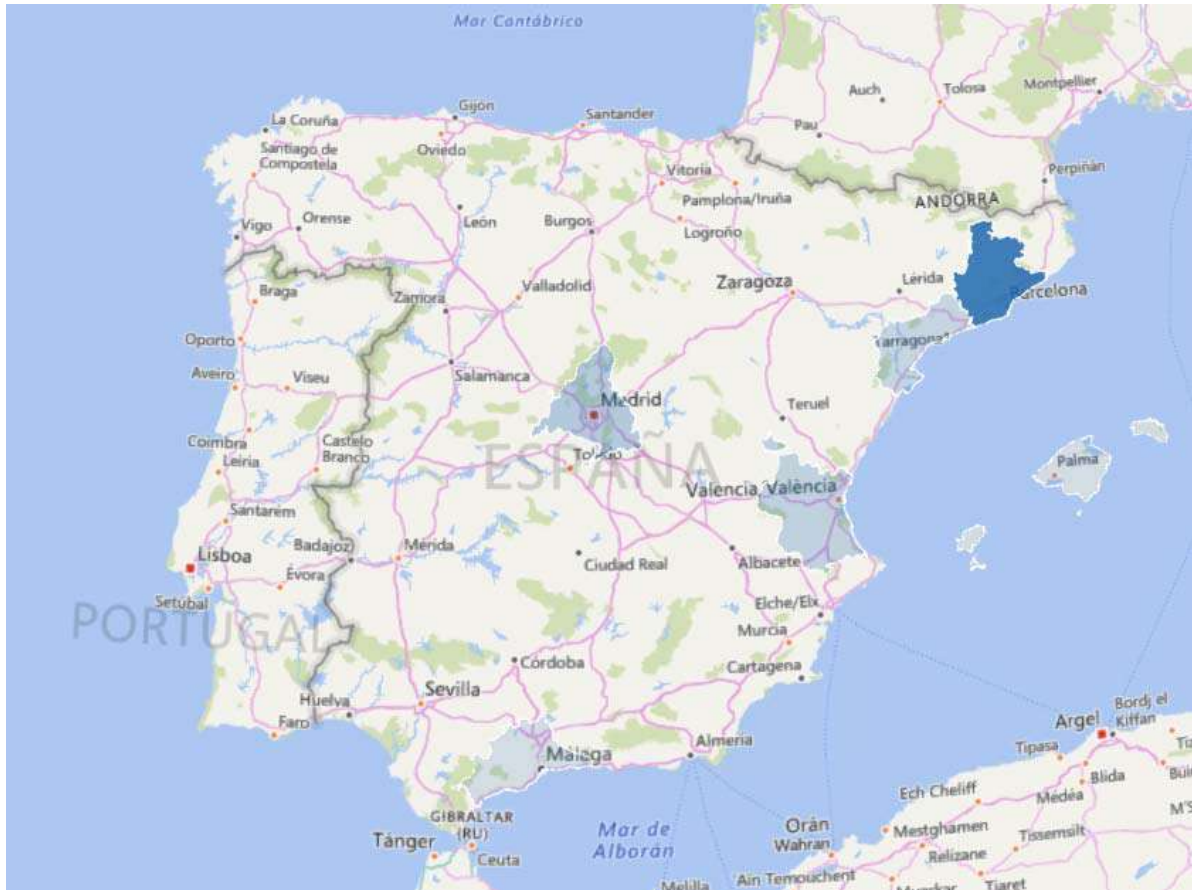 Mar Cantábrico
Gijón
Santander
La Coruña
Oviedo
Santiago de
Compostela
Vitoria
Pamplona/Iruña
Auch
Tolosa
Montpellier
Pau
Perpiñán
ANDORRA
Vigo
Orense
León
Burgos
Logroño
Braga
Zamora
Valladolid
Zaragoza
Lérida
Barcelona
Oporto
Tarragona
Aveiro
Viseu
Salamanca
Madrid
Teruel
Coimbra
Leiria
Castelo
Branco
ESPAÑA
Toledo
Valencia, València
Palma
Santarém
Lisboa
Badajoz
Mérida
Ciudad Real
Albacete
Setúbal
Évora
PORTUGAL
Elche/Elx
Murcia
Córdoba
Cartagena
Huelva
Sevilla
Faro
Málaga
Almería
Argel
Bordj el
Kiffan
Tipasa
Blida
Médéa
GIBRALTAR
(RU)
Tánger
Ceuta
Mar de
Alborán
Orán
Wahran
Ech Cheliff
Mestghamen
Relizane
Tissemsilt
Melilla
Ain Temouchent
Tiaret